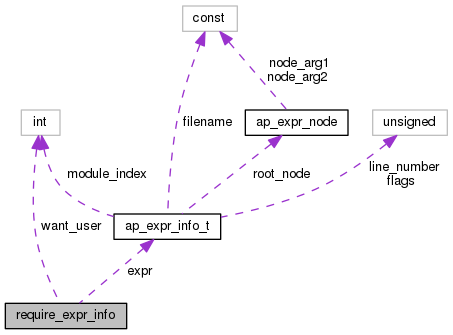 const
node_arg1
node_arg2
int
filename
ap_expr_node
unsigned
module_index
root_node
line_number
flags
want_user
ap_expr_info_t
expr
require_expr_info